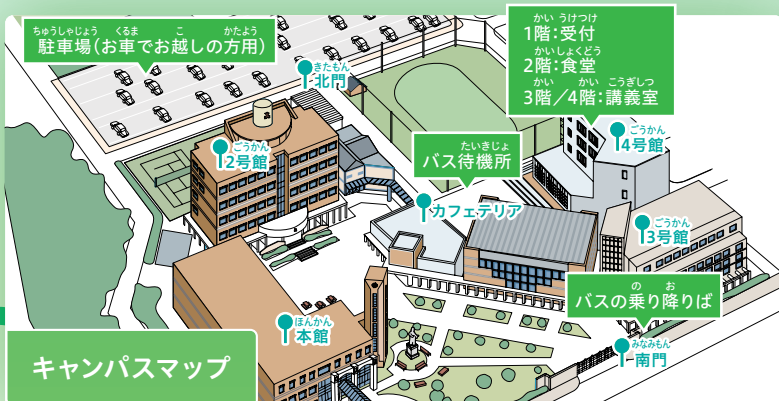 ちゅうしゃじょう くるま こ かたよう
駐車場(お車でお越しの方用)
かい うけつけ
1階:受付
かいしょくどう
2階:食堂
かい かい こうぎしつ
3階/4階:講義室
きたもん
北門
ごうかん
2号館
ごうかん
4号館
たいきじょ
バス待機所
カフェテリア
ごうかん
3号館
の お
バスの乗り降りば
ほんかん
本館
みなみもん
南門
キャンパスマップ